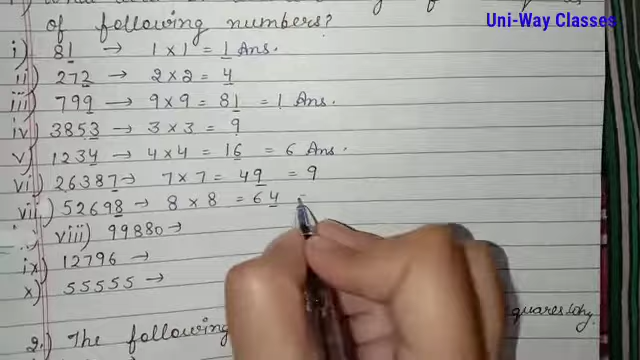 Uni-Way Classes
of following numbers?
i) 81 → 1 × 1 = 1 Ans.
ii) 272 → 2 × 2 = 4
iii) 799 → 9 × 9 = 81 = 1 Ans.
iv) 3853 → 3 × 3 = 9
v) 1234 → 4 × 4 = 16 = 6 Ans.
vi) 26387 → 7 × 7 = 49 = 9
vii) 52698 → 8 × 8 = 64 =
viii) 99880 →
ix) 12796 →
x) 55555 →
2.) The following